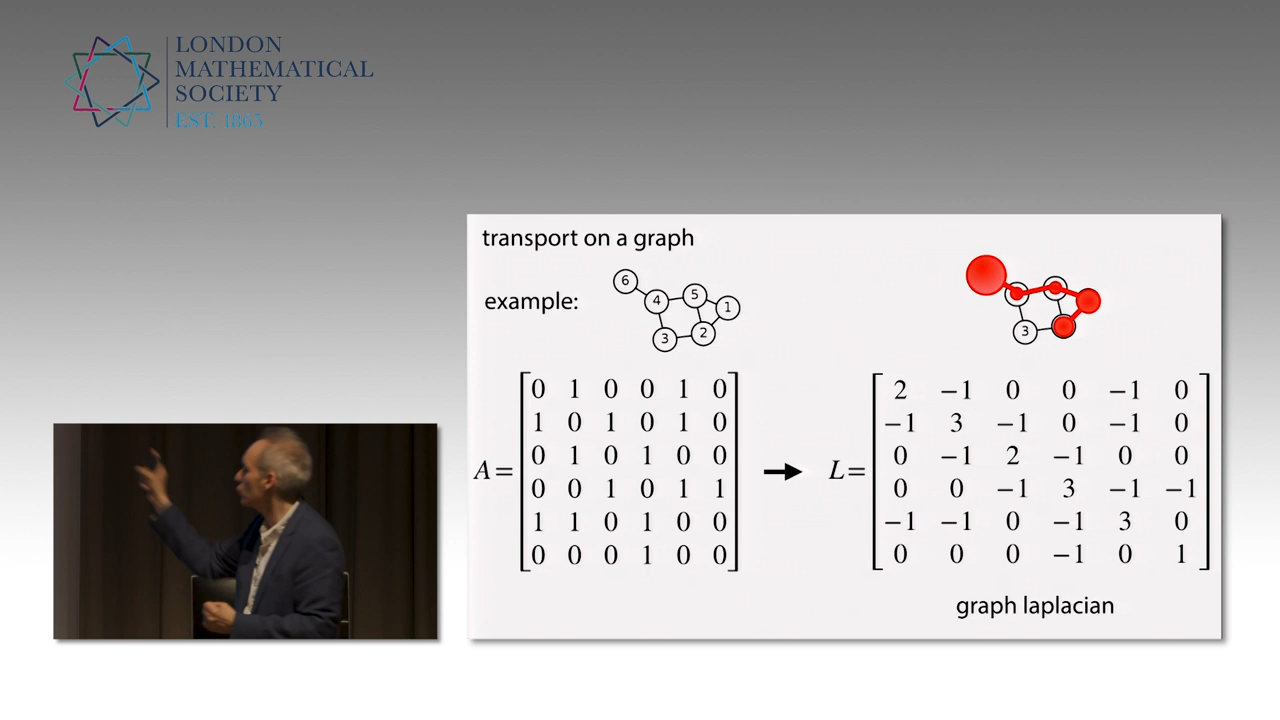 LONDON
MATHEMATICAL
SOCIETY
EST. 1865
transport on a graph
example:
6
4
5
1
3
2
3
A =
0 1 0 0 1 0
1 0 1 0 1 0
0 1 0 1 0 0
0 0 1 0 1 1
1 1 0 1 0 0
0 0 0 1 0 0
L =
2 −1 0 0 −1 0
−1 3 −1 0 −1 0
0 −1 2 −1 0 0
0 0 −1 3 −1 −1
−1 −1 0 −1 3 0
0 0 0 −1 0 1
graph laplacian